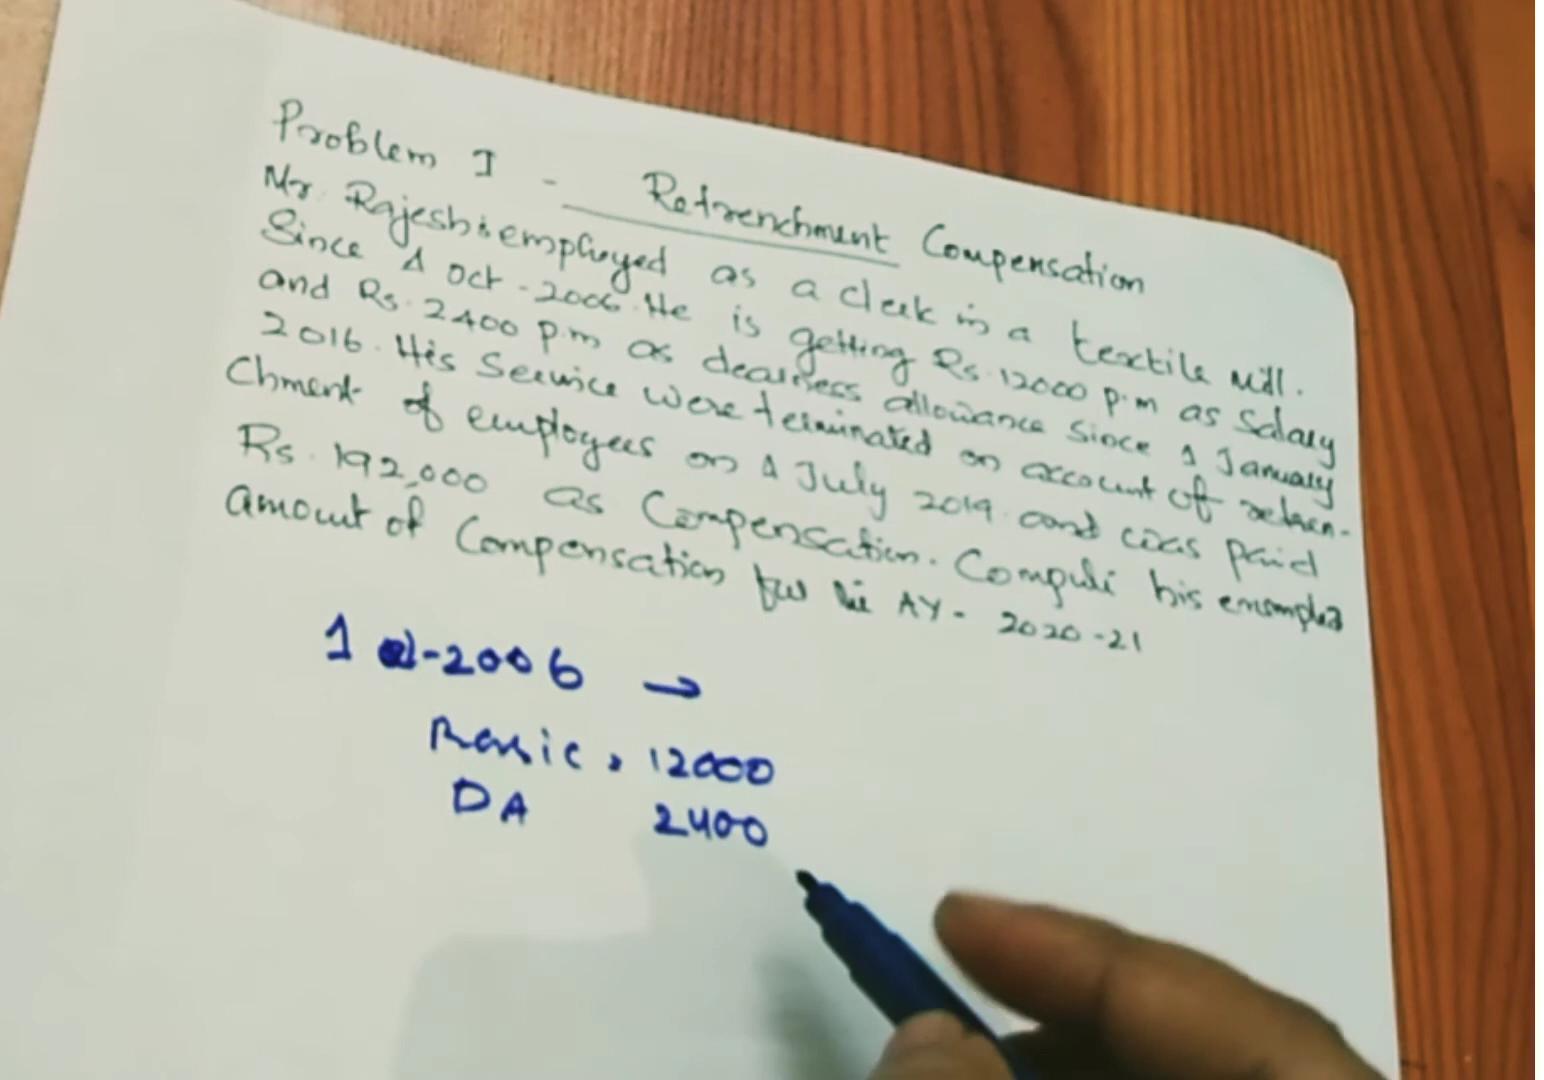 Problem I - Retrenchment Compensation
Mr. Rajesh is employed as a clerk in a textile mill.
Since 1 Oct - 2006. He is getting Rs. 12000 p.m as Salary
and Rs. 2400 p.m as dearness allowance since 1 January
2016. His Service were terminated on account of retren-
chment of employees on 1 July 2019 and was paid
Rs. 192,000 as Compensation. Compute his exempted
amount of Compensation for the AY - 2020-21
1 -2006 →
Basic 12000
DA 2400